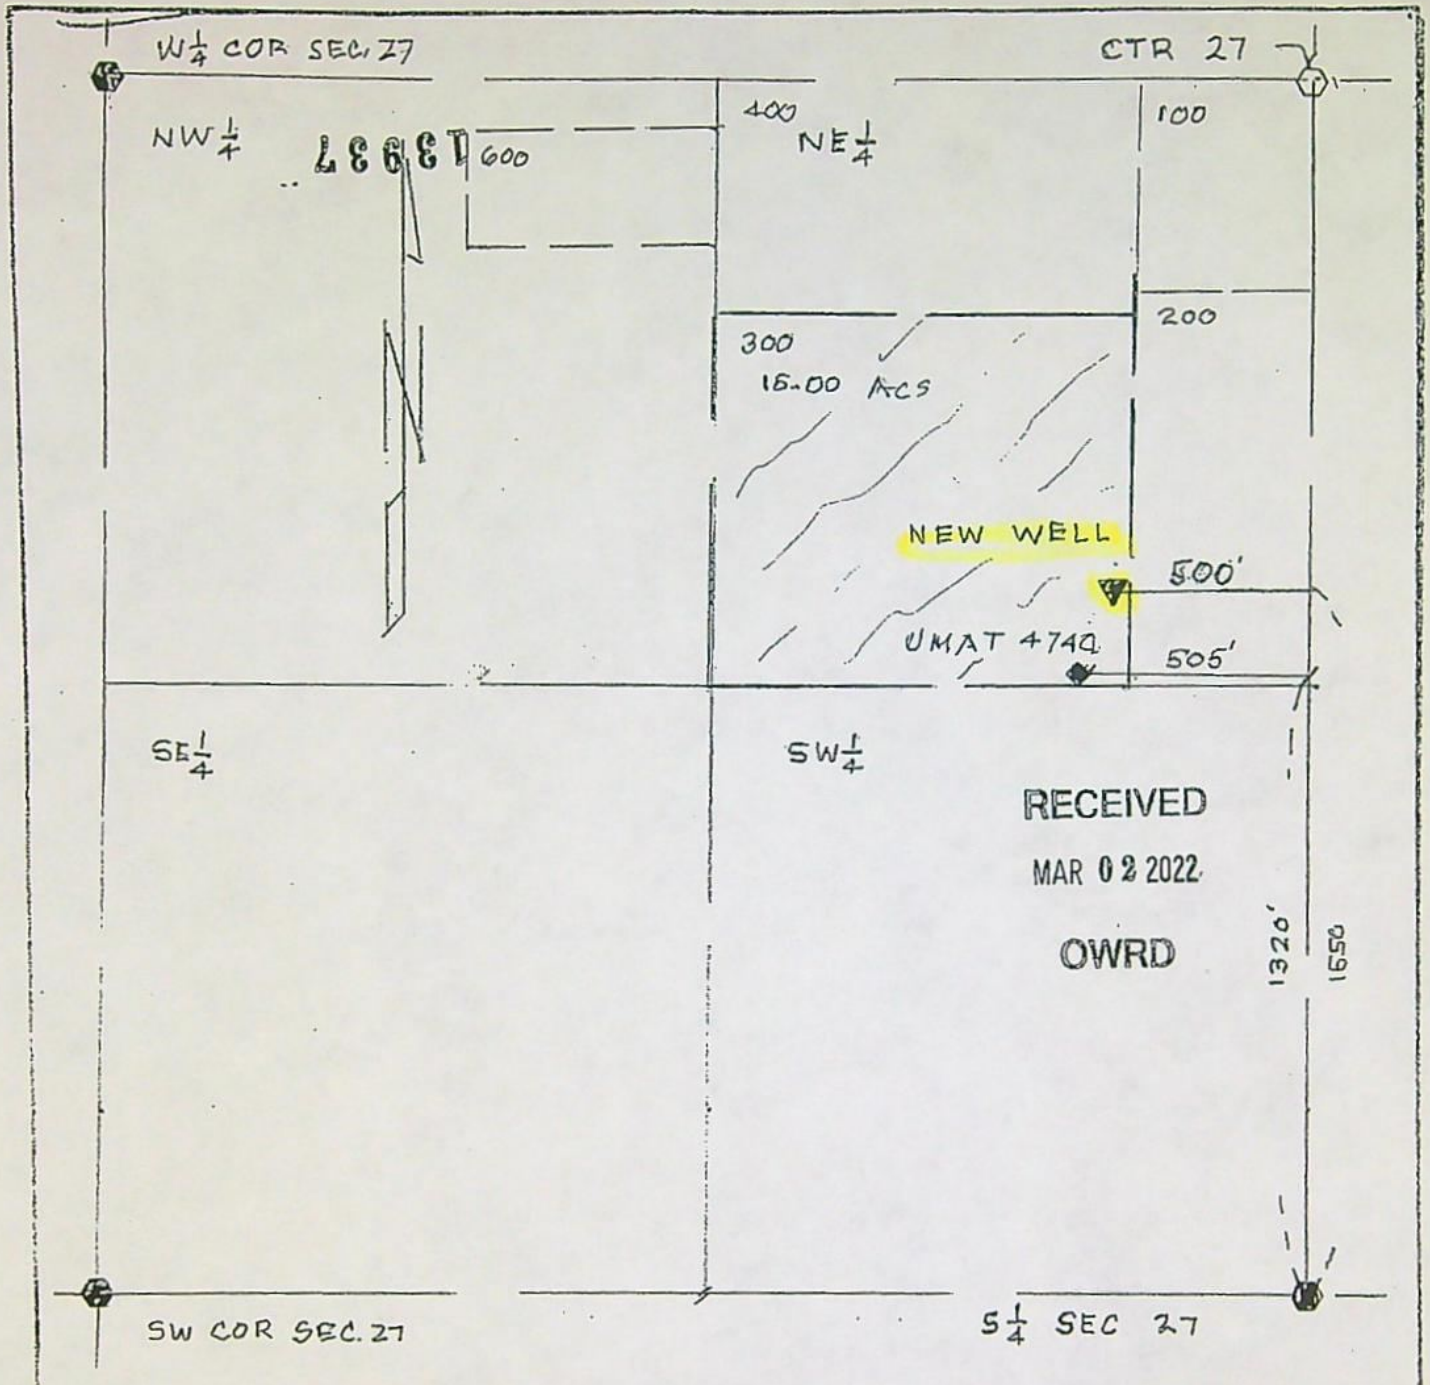 W¼ COR SEC. 27
CTR 27
NW¼
13937
600
400
NE¼
100
300
15.00 ACS
200
NEW WELL
500'
UMAT 4740
505'
SE¼
SW¼
RECEIVED
MAR 02 2022
OWRD
1320'
1650
SW COR SEC. 27
S¼ SEC 27
N